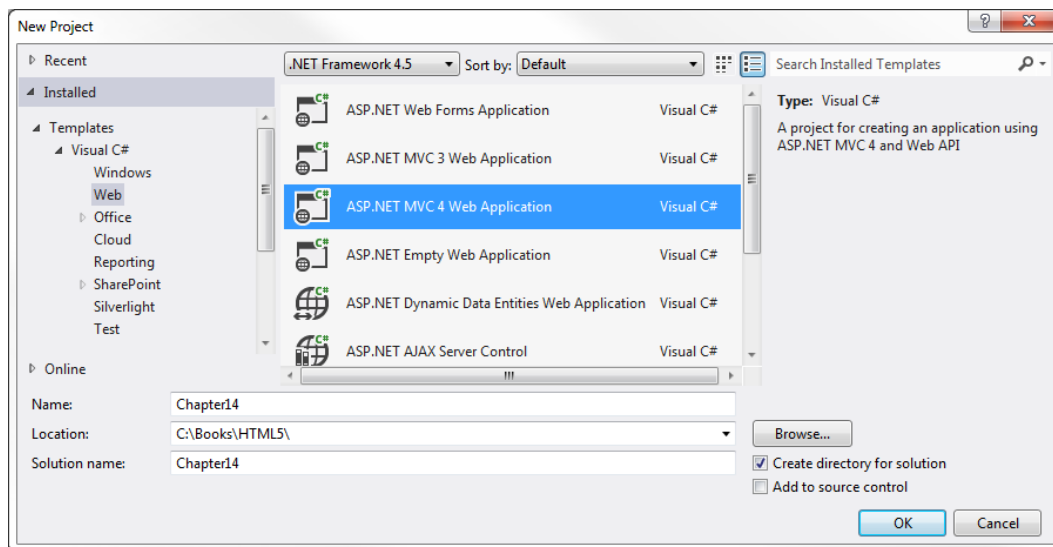 New Project
Recent
Installed
Templates
Visual C#
Windows
Web
Office
Cloud
Reporting
SharePoint
Silverlight
Test
Online
.NET Framework 4.5 Sort by: Default
C# ASP.NET Web Forms Application Visual C#
C# ASP.NET MVC 3 Web Application Visual C#
C# ASP.NET MVC 4 Web Application Visual C#
C# ASP.NET Empty Web Application Visual C#
C# ASP.NET Dynamic Data Entities Web Application Visual C#
C# ASP.NET AJAX Server Control Visual C#
Search Installed Templates
Type: Visual C#
A project for creating an application using
ASP.NET MVC 4 and Web API
Name: Chapter14
Location: C:\Books\HTML5\ Browse...
Solution name: Chapter14
Create directory for solution
Add to source control
OK Cancel